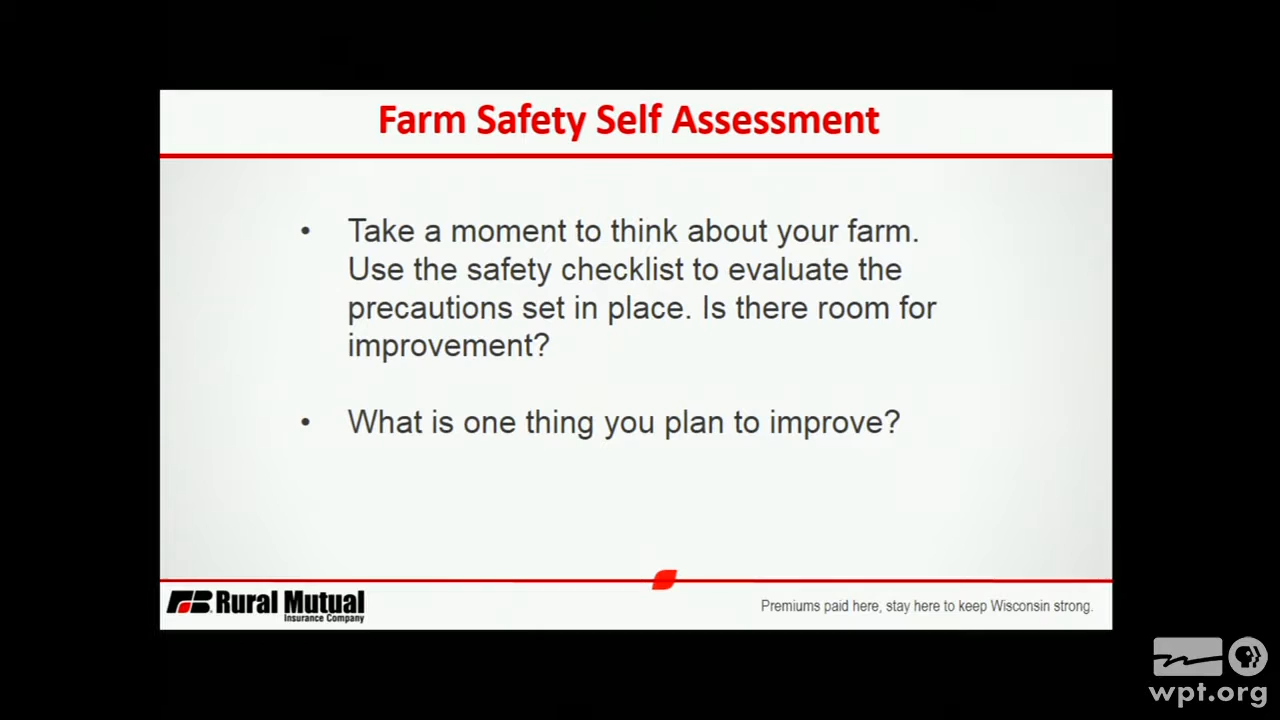 Farm Safety Self Assessment
• Take a moment to think about your farm.
Use the safety checklist to evaluate the
precautions set in place. Is there room for
improvement?
• What is one thing you plan to improve?
FB Rural Mutual
Insurance Company
Premiums paid here, stay here to keep Wisconsin strong.
PBS
wpt.org